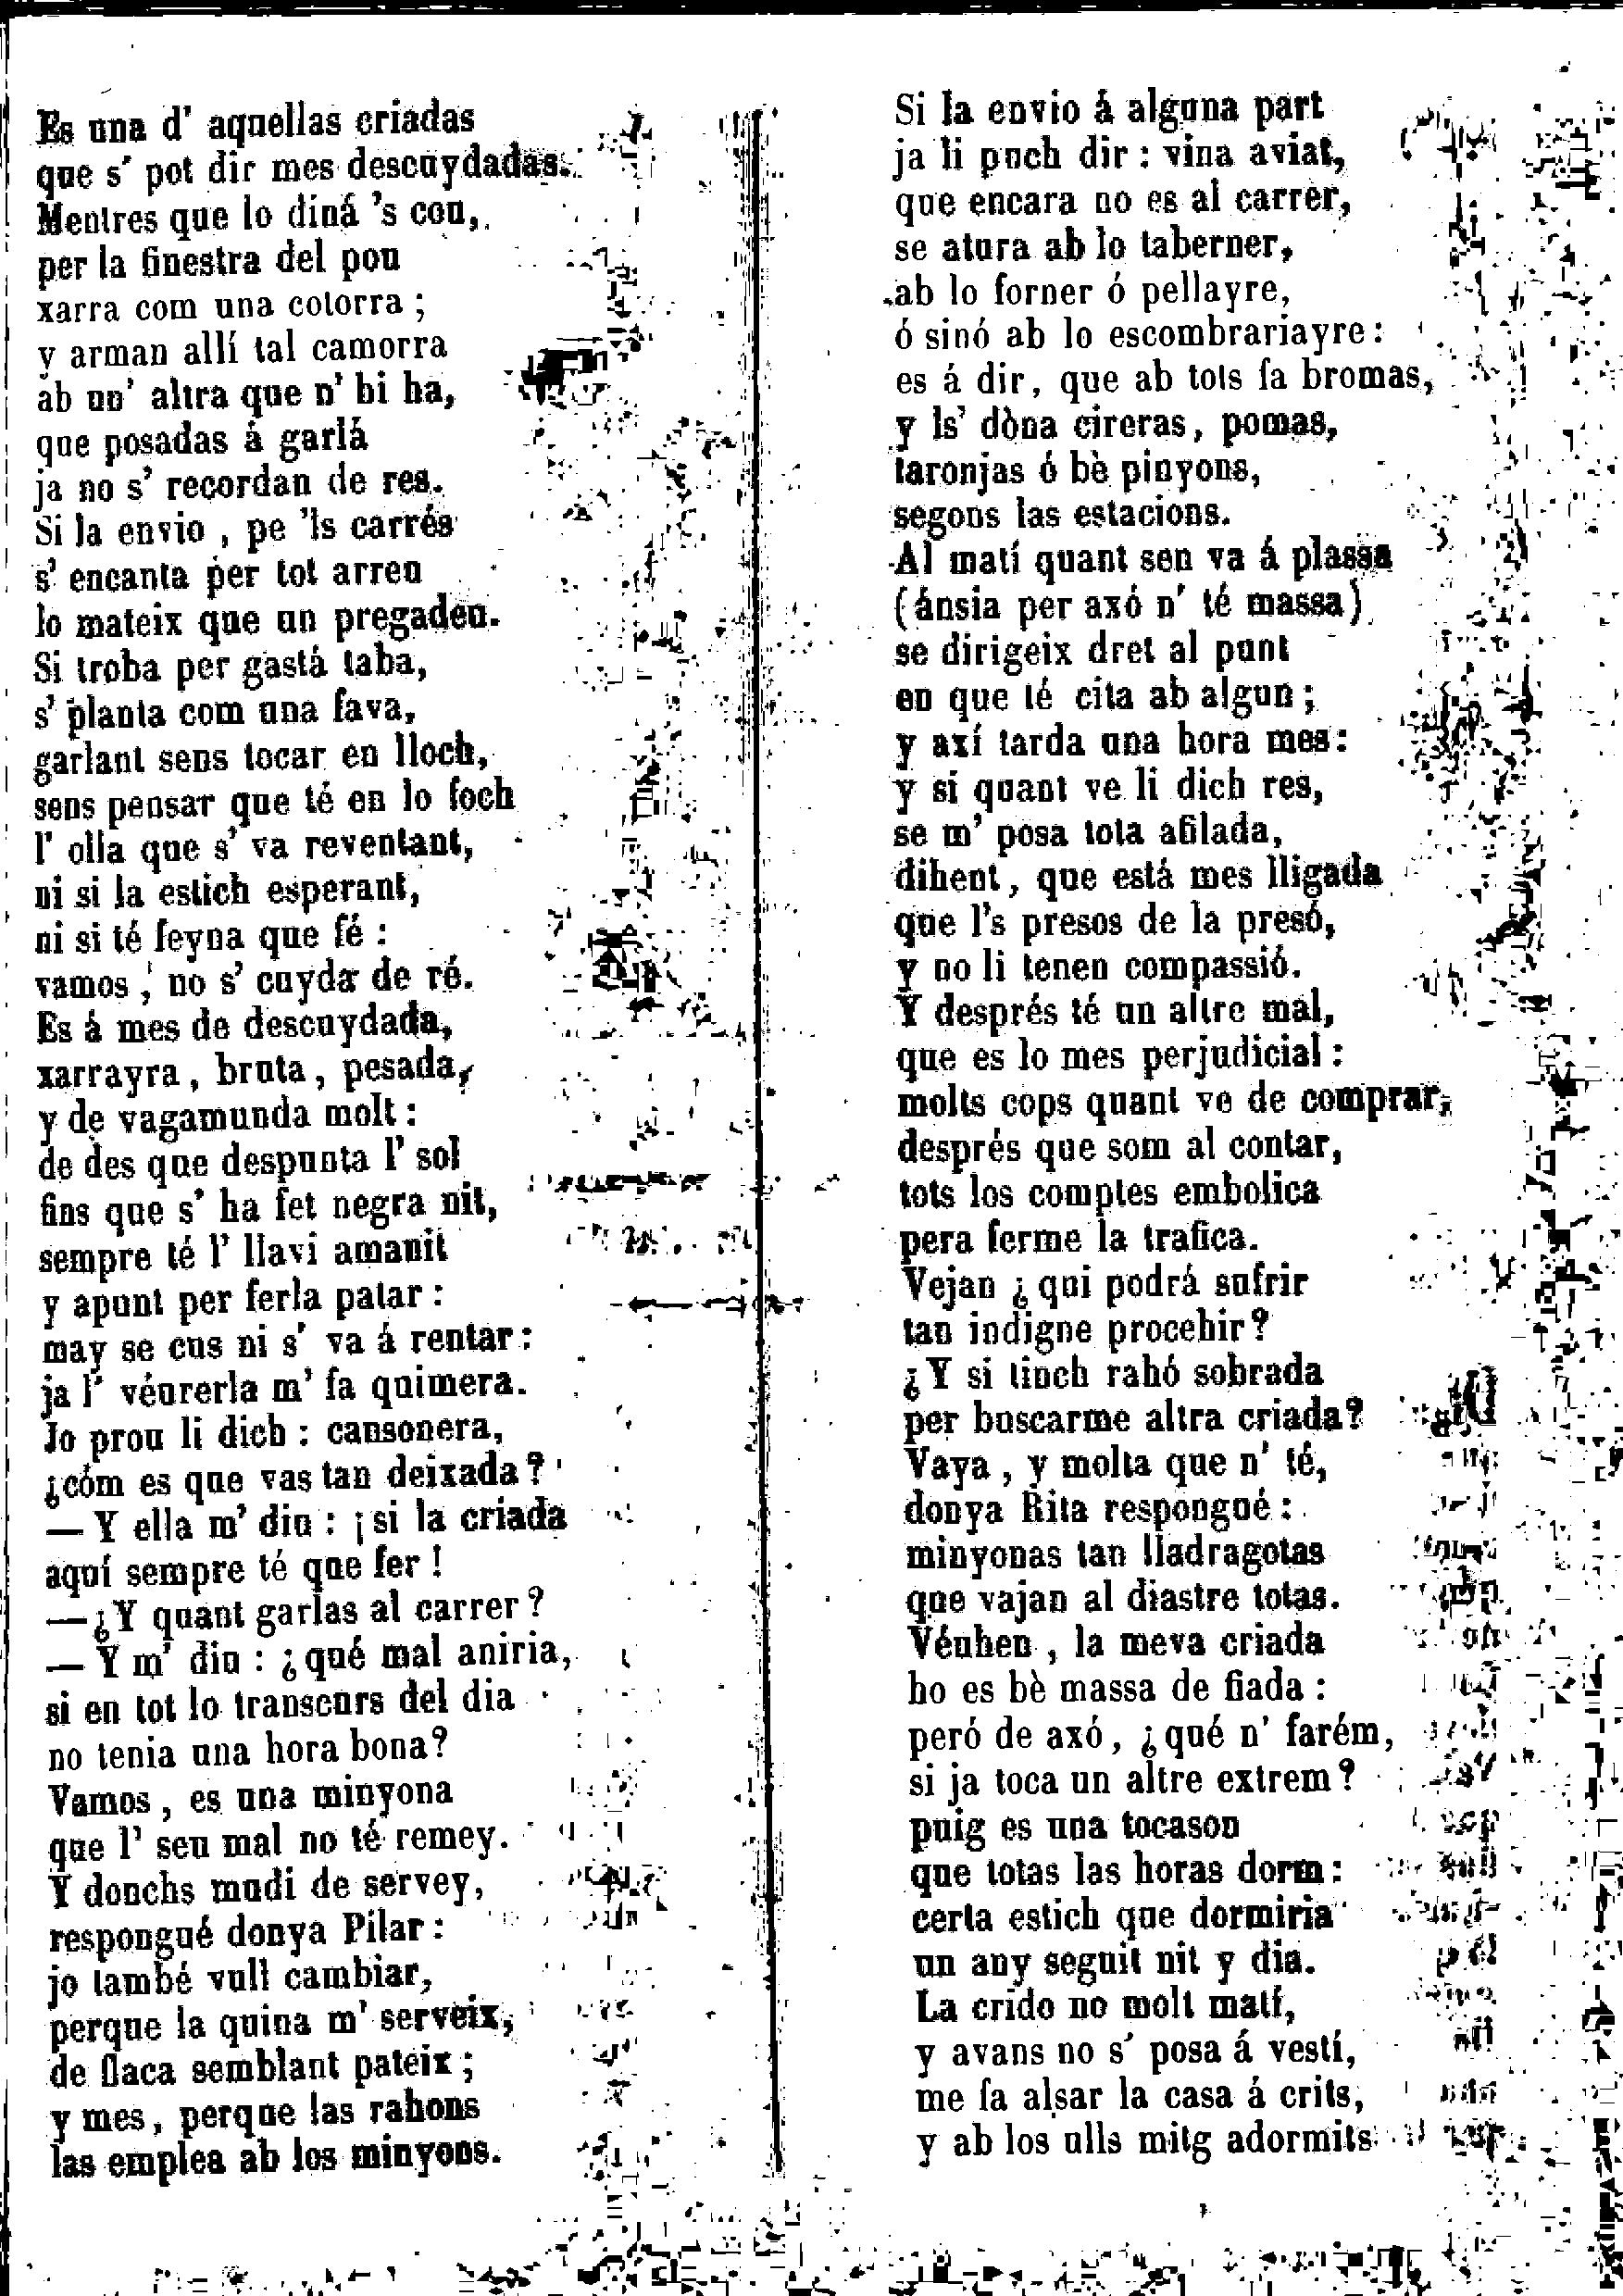 Es una d' aquellas criadas
que s' pot dir mes descuydadas.
Mentres que lo diná 's cou,
per la finestra del pou
xarra com una cotorra ;
y arman allí tal camorra
ab un' altra que n' hi ha,
que posadas á garlá
ja no s' recordan de res.
Si la envio , pe 'ls carrés
s' encanta per tot arreu
lo mateix que un pregadeu.
Si troba per gastá taba,
s' planta com una fava,
garlant sens tocar en lloch,
sens pensar que té en lo foch
l' olla que s' va reventant,
ni si la estich esperant,
ni si té feyna que fé :
vamos , no s' cuyda de ré.
Es á mes de descuydada,
xarrayra , bruta , pesada,
y de vagamunda molt :
de des que despunta l' sol
fins que s' ha fet negra nit,
sempre té l' llavi amanit
y apunt per ferla patar :
may se cus ni s' va á rentar :
ja l' véurerla m' fa quimera.
Jo prou li dich : cansonera,
¿cóm es que vas tan deixada?
— Y ella m' diu : ¡si la criada
aquí sempre té que fer !
—¿Y quant garlas al carrer?
— Y m' diu : ¿qué mal aniria,
si en tot lo transcurs del dia
no tenia una hora bona?
Vamos , es una minyona
que l' seu mal no té remey.
Y donchs mudi de servey,
respongué donya Pilar :
jo també vull cambiar,
perque la quina m' serveix,
de flaca semblant pateix ;
y mes, perque las rahons
las emplea ab los minyons.
Si la envio á alguna part
ja li puch dir : vina aviat,
que encara no es al carrer,
se atura ab lo taberner,
ab lo forner ó pellayre,
ó sinó ab lo escombrariayre :
es á dir, que ab tots fa bromas,
y ls' dòna cireras, pomas,
taronjas ó bè pinyons,
segons las estacions.
Al matí quant sen va á plassa
(ánsia per axó n' té massa)
se dirigeix dret al punt
en que té cita ab algun ;
y axí tarda una hora mes :
y si quant ve li dich res,
se m' posa tota afilada,
dihent, que está mes lligada
que l's presos de la presó,
y no li tenen compassió.
Y després té un altre mal,
que es lo mes perjudicial :
molts cops quant ve de comprar,
després que som al contar,
tots los comptes embolica
pera ferme la trafica.
Vejan ¿qui podrá sufrir
tan indigne procehir?
¿Y si tinch rahó sobrada
per buscarme altra criada?
Vaya , y molta que n' té,
donya Rita respongué :
minyonas tan lladragotas
que vajan al diastre totas.
Véuhen , la meva criada
ho es bè massa de fiada :
peró de axó, ¿qué n' farém,
si ja toca un altre extrem?
puig es una tocason
que totas las horas dorm :
certa estich que dormiria
un any seguit nit y dia.
La crido no molt matí,
y avans no s' posa á vestí,
me fa alsar la casa á crits,
y ab los ulls mitg adormits